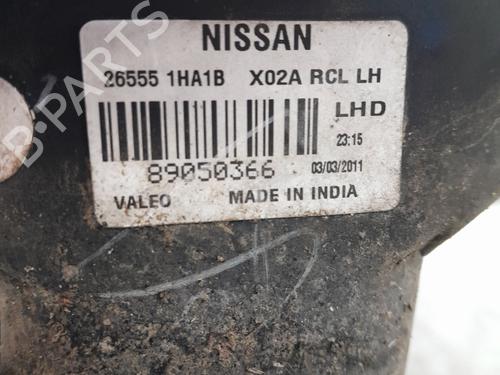 NISSAN
26555 1HA1B X02A RCL LH
LHD
23:15
89050366 03/03/2011
VALEO MADE IN INDIA
B-PARTS